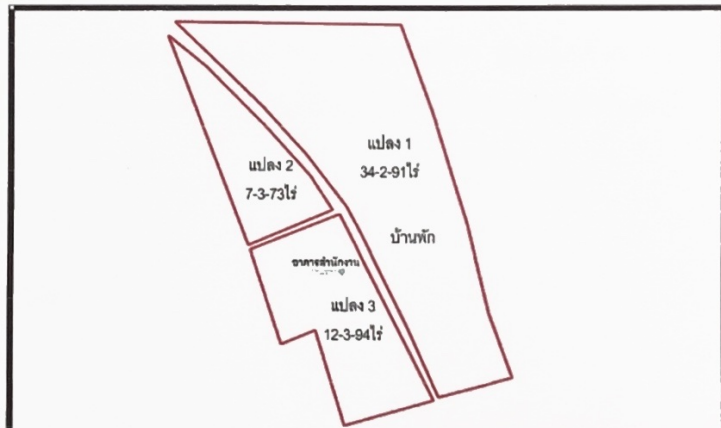 แปลง 1
34-2-91ไร่
แปลง 2
7-3-73ไร่
บ้านพัก
อาคารสำนักงาน
แปลง 3
12-3-94ไร่